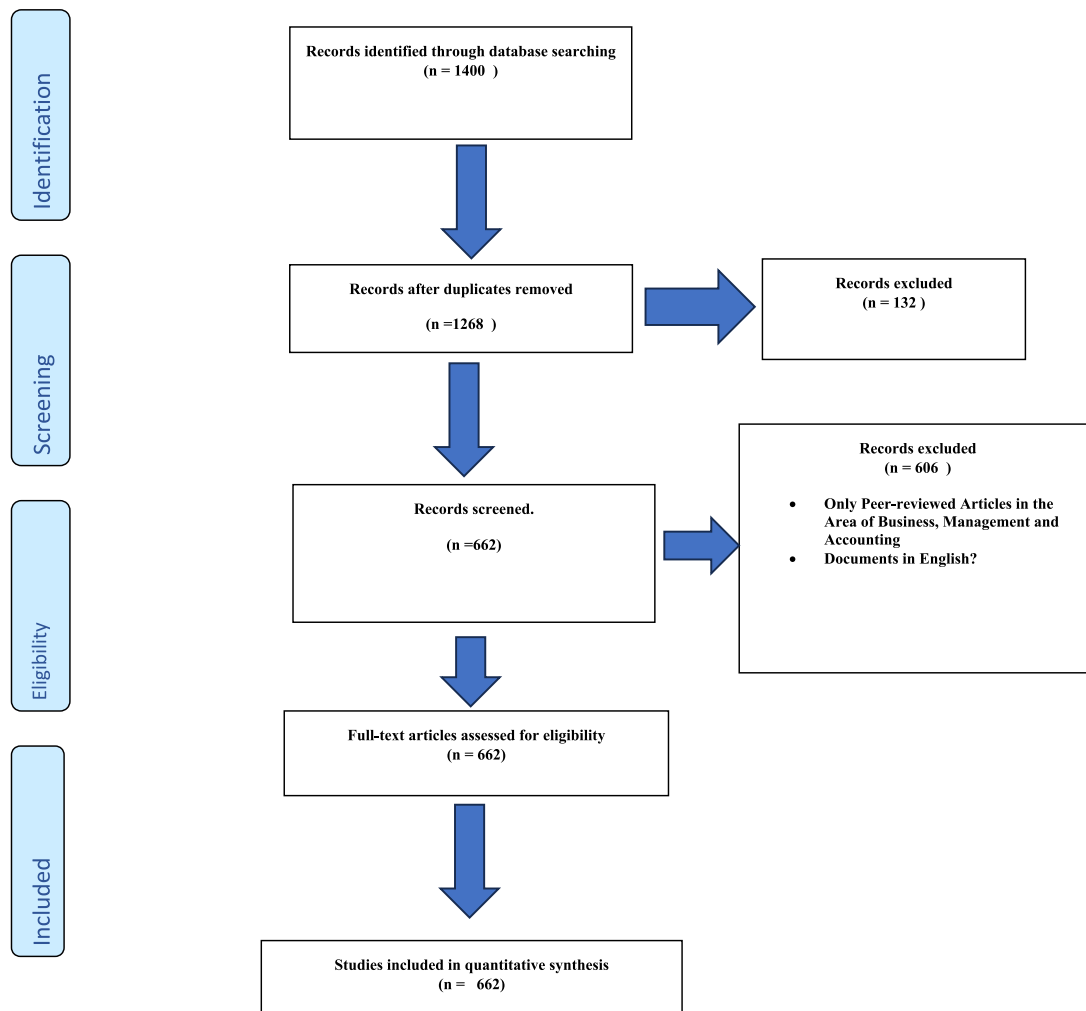 Identification
Records identified through database searching
(n = 1400  )
Screening
Records after duplicates removed
(n =1268  )
Records excluded
(n = 132 )
Eligibility
Records screened.
(n =662)
Records excluded
(n = 606  )
• Only Peer-reviewed Articles in the
Area of Business, Management and
Accounting
• Documents in English?
Full-text articles assessed for eligibility
(n = 662)
Included
Studies included in quantitative synthesis
(n =   662)